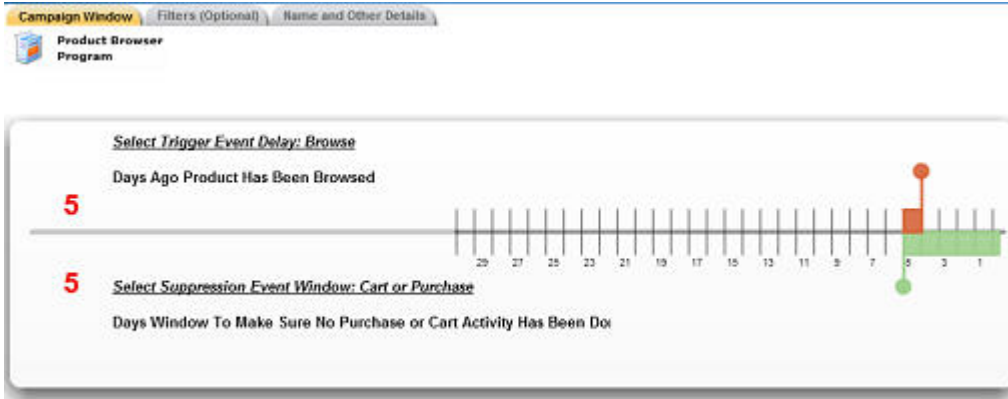 Campaign Window Filters (Optional) Name and Other Details
Product Browser
Program
Select Trigger Event Delay: Browse
Days Ago Product Has Been Browsed
5
29 27 25 23 21 19 17 15 13 11 9 7 5 3 1
5
Select Suppression Event Window: Cart or Purchase
Days Window To Make Sure No Purchase or Cart Activity Has Been Do